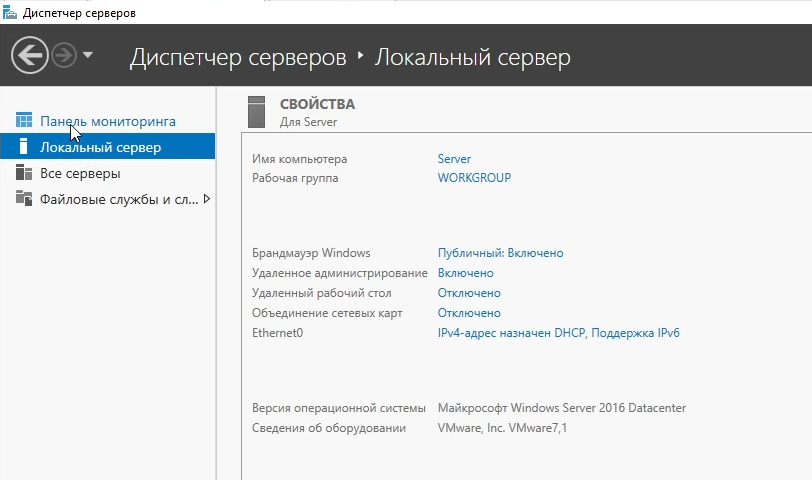 Диспетчер серверов
Диспетчер серверов ‣ Локальный сервер
Панель мониторинга
Локальный сервер
Все серверы
Файловые службы и сл...
СВОЙСТВА
Для Server
Имя компьютера Server
Рабочая группа WORKGROUP
Брандмауэр Windows Публичный: Включено
Удаленное администрирование Включено
Удаленный рабочий стол Отключено
Объединение сетевых карт Отключено
Ethernet0 IPv4-адрес назначен DHCP, Поддержка IPv6
Версия операционной системы Майкрософт Windows Server 2016 Datacenter
Сведения об оборудовании VMware, Inc. VMware7,1